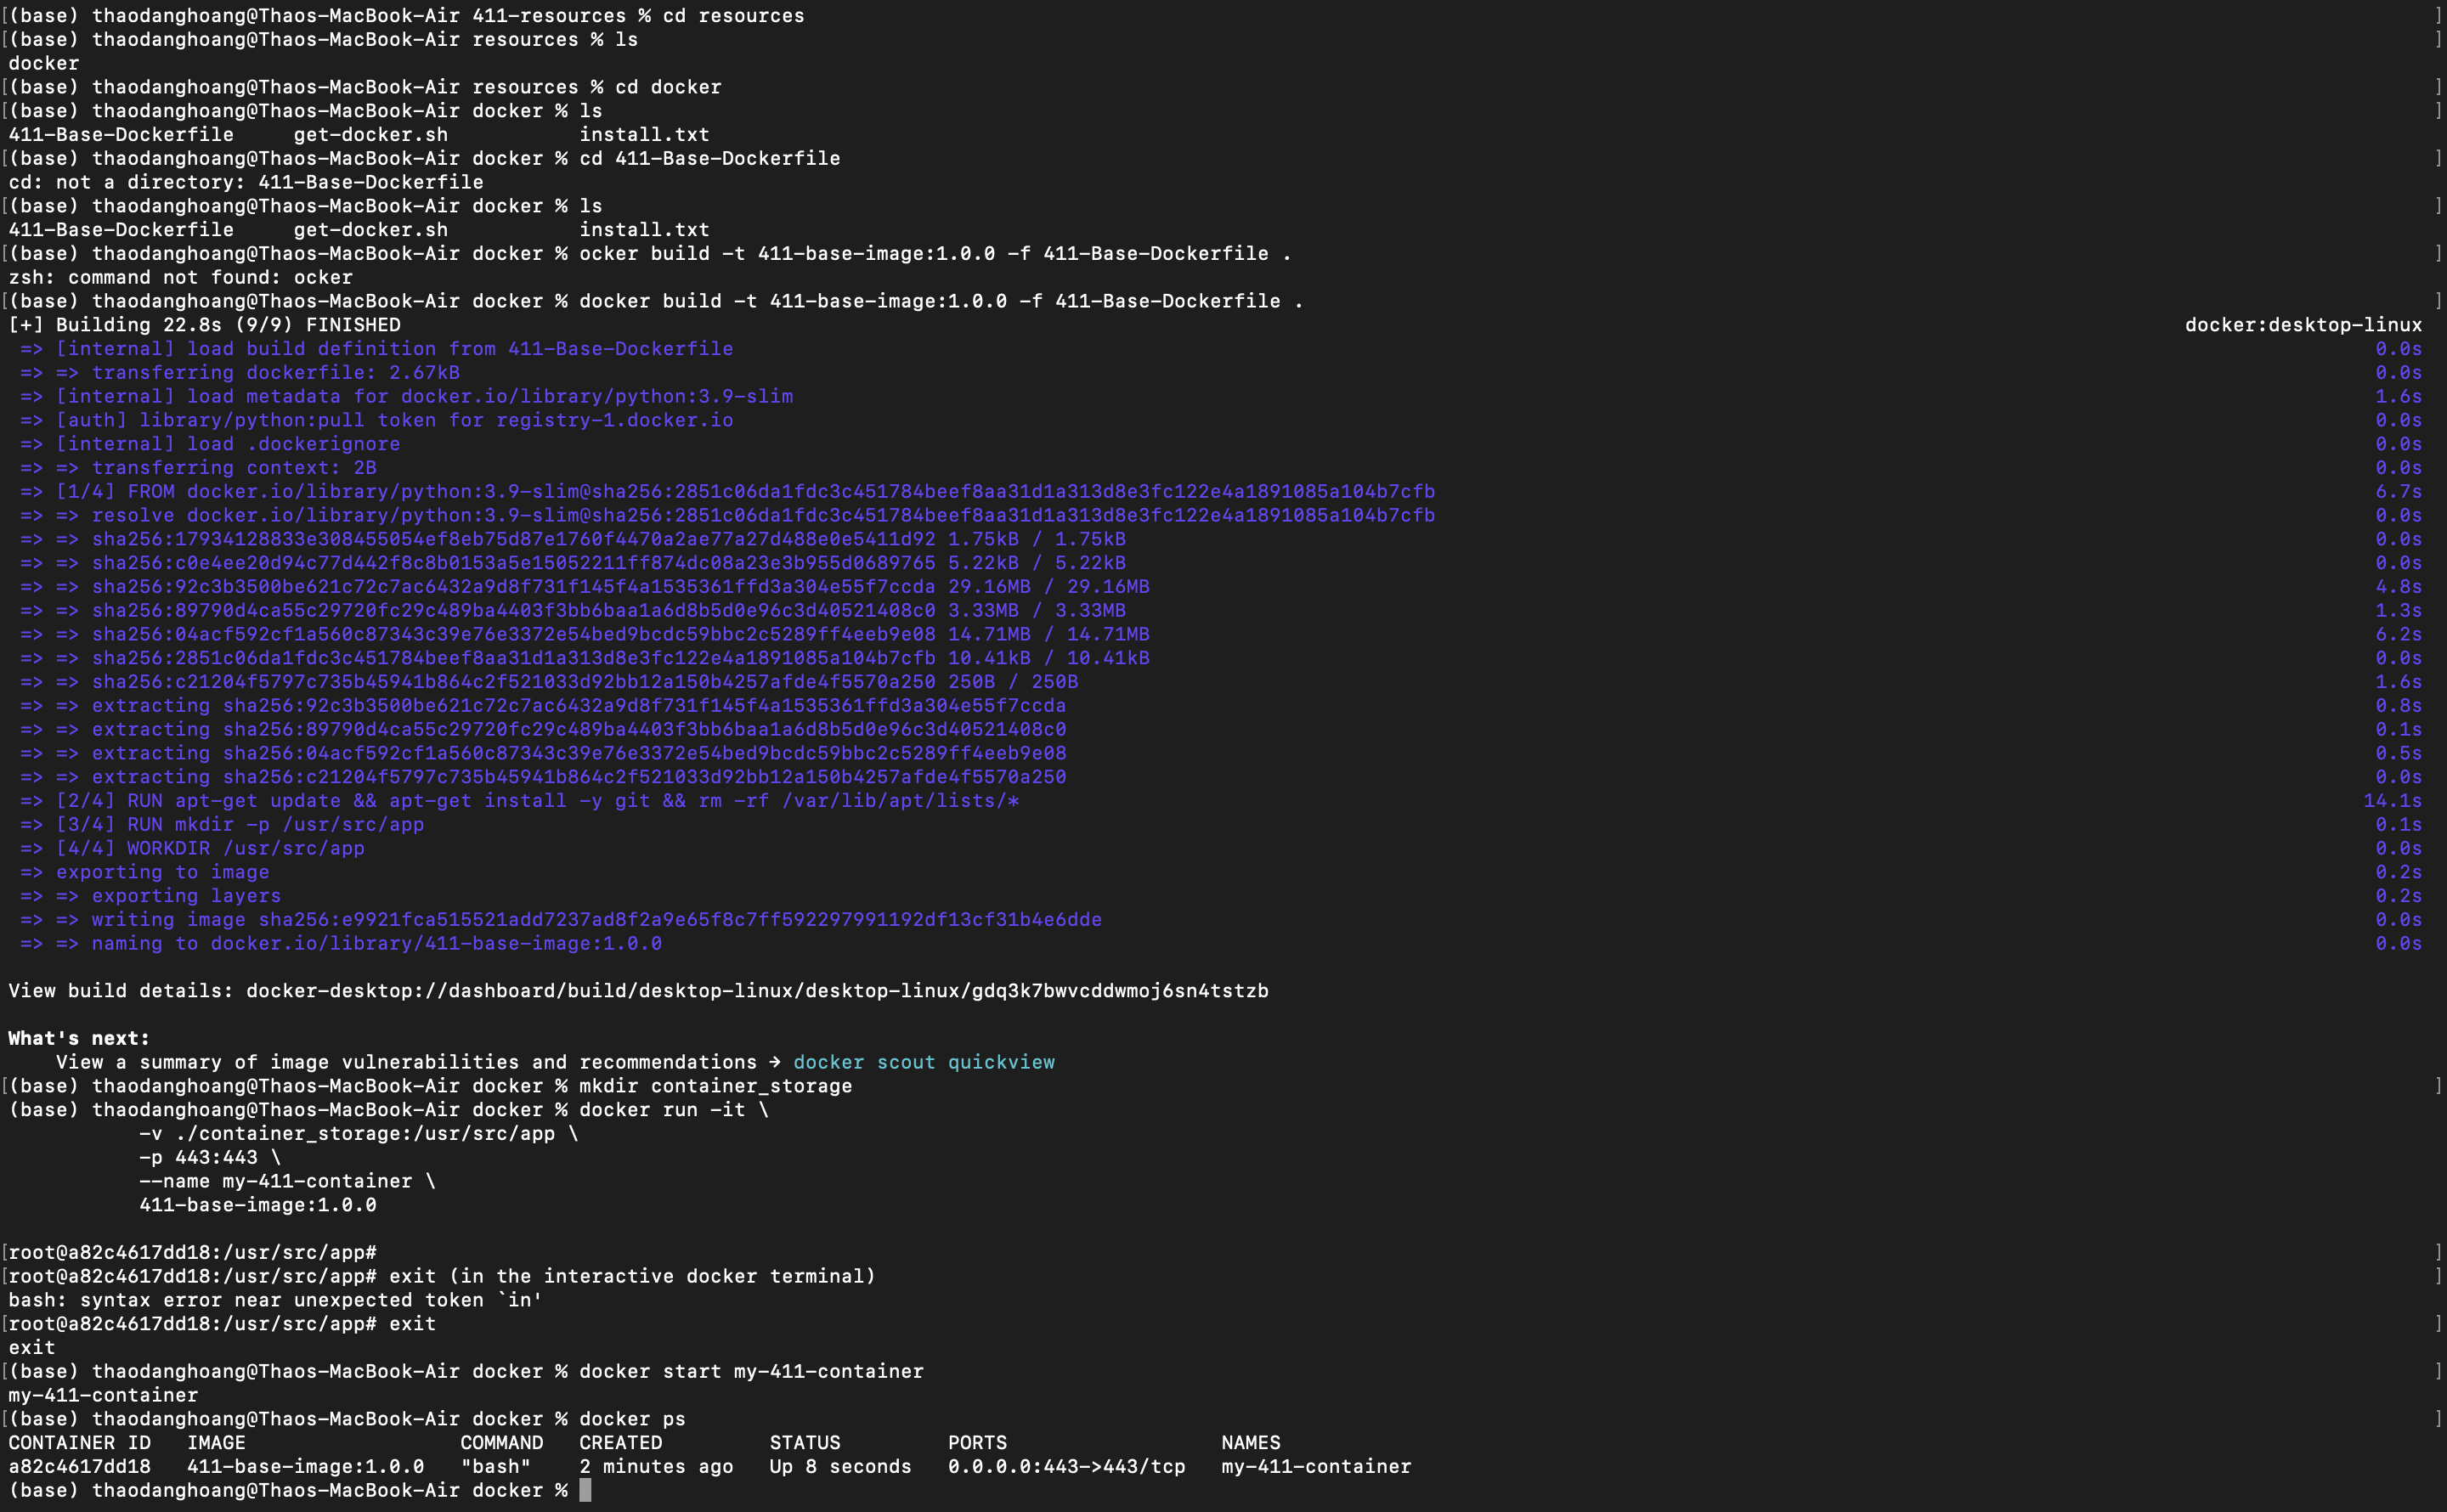 [(base) thaodanghoang@Thaos-MacBook-Air 411-resources % cd resources ]
[(base) thaodanghoang@Thaos-MacBook-Air resources % ls ]
docker
[(base) thaodanghoang@Thaos-MacBook-Air resources % cd docker ]
[(base) thaodanghoang@Thaos-MacBook-Air docker % ls ]
411-Base-Dockerfile get-docker.sh install.txt
[(base) thaodanghoang@Thaos-MacBook-Air docker % cd 411-Base-Dockerfile ]
cd: not a directory: 411-Base-Dockerfile
[(base) thaodanghoang@Thaos-MacBook-Air docker % ls ]
411-Base-Dockerfile get-docker.sh install.txt
[(base) thaodanghoang@Thaos-MacBook-Air docker % ocker build -t 411-base-image:1.0.0 -f 411-Base-Dockerfile . ]
zsh: command not found: ocker
[(base) thaodanghoang@Thaos-MacBook-Air docker % docker build -t 411-base-image:1.0.0 -f 411-Base-Dockerfile . ]
[+] Building 22.8s (9/9) FINISHED docker:desktop-linux
=> [internal] load build definition from 411-Base-Dockerfile 0.0s
=> => transferring dockerfile: 2.67kB 0.0s
=> [internal] load metadata for docker.io/library/python:3.9-slim 1.6s
=> [auth] library/python:pull token for registry-1.docker.io 0.0s
=> [internal] load .dockerignore 0.0s
=> => transferring context: 2B 0.0s
=> [1/4] FROM docker.io/library/python:3.9-slim@sha256:2851c06da1fdc3c451784beef8aa31d1a313d8e3fc122e4a1891085a104b7cfb 6.7s
=> => resolve docker.io/library/python:3.9-slim@sha256:2851c06da1fdc3c451784beef8aa31d1a313d8e3fc122e4a1891085a104b7cfb 0.0s
=> => sha256:17934128833e308455054ef8eb75d87e1760f4470a2ae77a27d488e0e5411d92 1.75kB / 1.75kB 0.0s
=> => sha256:c0e4ee20d94c77d442f8c8b0153a5e15052211ff874dc08a23e3b955d0689765 5.22kB / 5.22kB 0.0s
=> => sha256:92c3b3500be621c72c7ac6432a9d8f731f145f4a1535361ffd3a304e55f7ccda 29.16MB / 29.16MB 4.8s
=> => sha256:89790d4ca55c29720fc29c489ba4403f3bb6baa1a6d8b5d0e96c3d40521408c0 3.33MB / 3.33MB 1.3s
=> => sha256:04acf592cf1a560c87343c39e76e3372e54bed9bcdc59bbc2c5289ff4eeb9e08 14.71MB / 14.71MB 6.2s
=> => sha256:2851c06da1fdc3c451784beef8aa31d1a313d8e3fc122e4a1891085a104b7cfb 10.41kB / 10.41kB 0.0s
=> => sha256:c21204f5797c735b45941b864c2f521033d92bb12a150b4257afde4f5570a250 250B / 250B 1.6s
=> => extracting sha256:92c3b3500be621c72c7ac6432a9d8f731f145f4a1535361ffd3a304e55f7ccda 0.8s
=> => extracting sha256:89790d4ca55c29720fc29c489ba4403f3bb6baa1a6d8b5d0e96c3d40521408c0 0.1s
=> => extracting sha256:04acf592cf1a560c87343c39e76e3372e54bed9bcdc59bbc2c5289ff4eeb9e08 0.5s
=> => extracting sha256:c21204f5797c735b45941b864c2f521033d92bb12a150b4257afde4f5570a250 0.0s
=> [2/4] RUN apt-get update && apt-get install -y git && rm -rf /var/lib/apt/lists/* 14.1s
=> [3/4] RUN mkdir -p /usr/src/app 0.1s
=> [4/4] WORKDIR /usr/src/app 0.0s
=> exporting to image 0.2s
=> => exporting layers 0.2s
=> => writing image sha256:e9921fca515521add7237ad8f2a9e65f8c7ff592297991192df13cf31b4e6dde 0.0s
=> => naming to docker.io/library/411-base-image:1.0.0 0.0s
View build details: docker-desktop://dashboard/build/desktop-linux/desktop-linux/gdq3k7bwvcddwmoj6sn4tstzb
What's next:
View a summary of image vulnerabilities and recommendations → docker scout quickview
[(base) thaodanghoang@Thaos-MacBook-Air docker % mkdir container_storage ]
(base) thaodanghoang@Thaos-MacBook-Air docker % docker run -it \
-v ./container_storage:/usr/src/app \
-p 443:443 \
--name my-411-container \
411-base-image:1.0.0
[root@a82c4617dd18:/usr/src/app# ]
[root@a82c4617dd18:/usr/src/app# exit (in the interactive docker terminal) ]
bash: syntax error near unexpected token `in'
[root@a82c4617dd18:/usr/src/app# exit ]
exit
[(base) thaodanghoang@Thaos-MacBook-Air docker % docker start my-411-container ]
my-411-container
[(base) thaodanghoang@Thaos-MacBook-Air docker % docker ps ]
CONTAINER ID IMAGE COMMAND CREATED STATUS PORTS NAMES
a82c4617dd18 411-base-image:1.0.0 "bash" 2 minutes ago Up 8 seconds 0.0.0.0:443->443/tcp my-411-container
(base) thaodanghoang@Thaos-MacBook-Air docker %